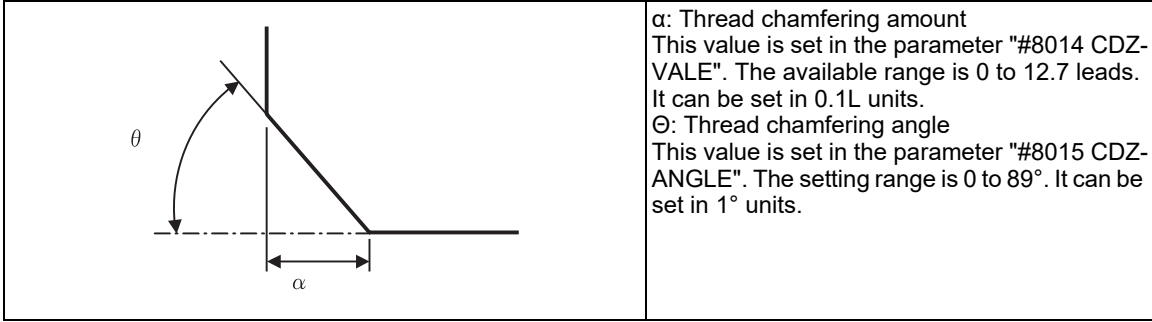 θ
α
α: Thread chamfering amount
This value is set in the parameter "#8014 CDZ-
VALE". The available range is 0 to 12.7 leads.
It can be set in 0.1L units.
Θ: Thread chamfering angle
This value is set in the parameter "#8015 CDZ-
ANGLE". The setting range is 0 to 89°. It can be
set in 1° units.